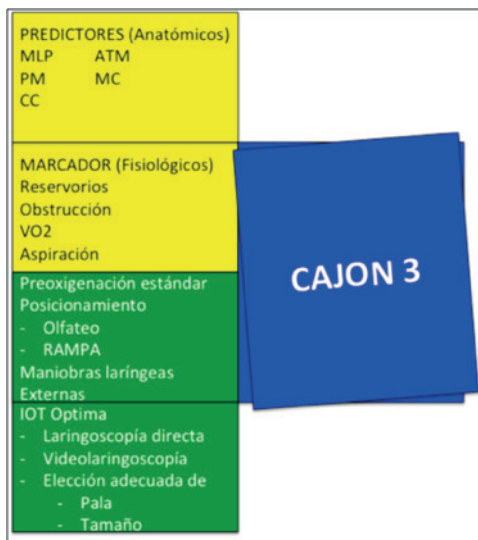 PREDICTORES (Anatómicos)
MLP ATM
PM MC
CC
MARCADOR (Fisiológicos)
Reservorios
Obstrucción
VO2
Aspiración
Preoxigenación estándar
Posicionamiento
- Olfateo
- RAMPA
Maniobras laríngeas
Externas
IOT Optima
- Laringoscopía directa
- Videolaringoscopía
- Elección adecuada de
- Pala
- Tamaño
CAJON 3